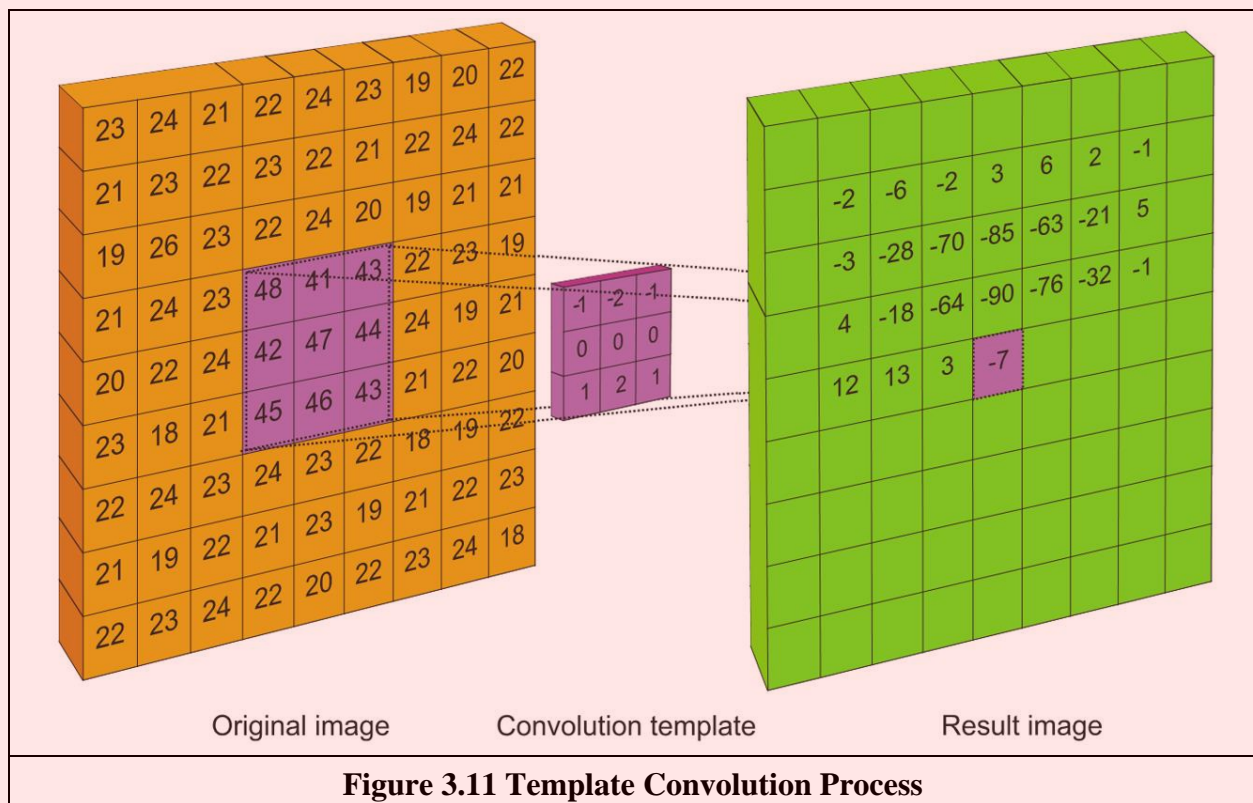 23 24 21 22 24 23 19 20 22
21 23 22 23 22 21 22 24 22
19 26 23 22 24 20 19 21 21
21 24 23 48 41 43 22 23 19
20 22 24 42 47 44 24 19 21
23 18 21 45 46 43 21 22 20
22 24 23 24 23 22 18 19 22
21 19 22 21 23 19 21 22 23
22 23 24 22 20 22 23 24 18
-1 -2 -1
0 0 0
1 2 1
-2 -6 -2 3 6 2 -1
-3 -28 -70 -85 -63 -21 5
4 -18 -64 -90 -76 -32 -1
12 13 3 -7
Original image
Convolution template
Result image
Figure 3.11 Template Convolution Process